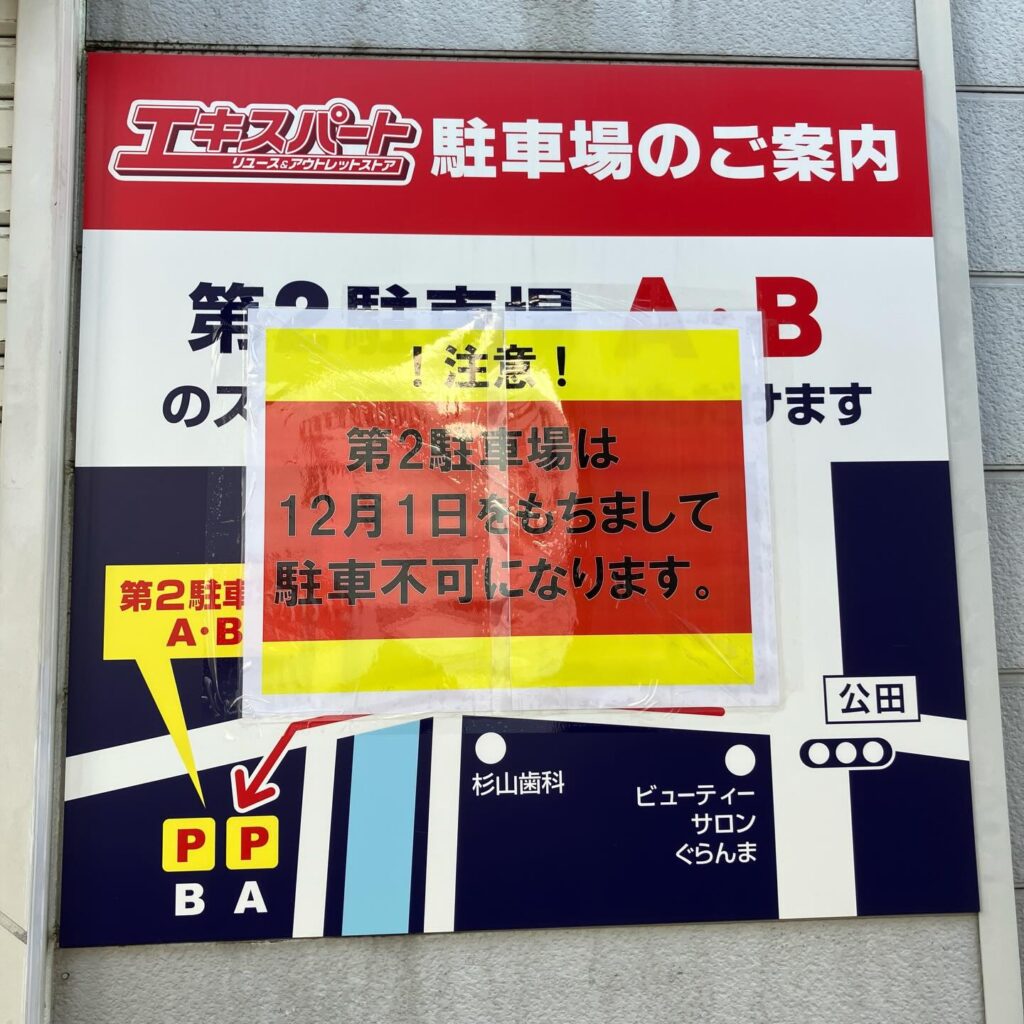 エキスパート 駐車場のご案内
リユース&アウトレットストア
第2駐車場 A・B
のス
けます
！注意！
第2駐車場は
12月1日をもちまして
駐車不可になります。
第2駐車
A・B
公田
杉山歯科
ビューティー
サロン
ぐらんま
P P
B A